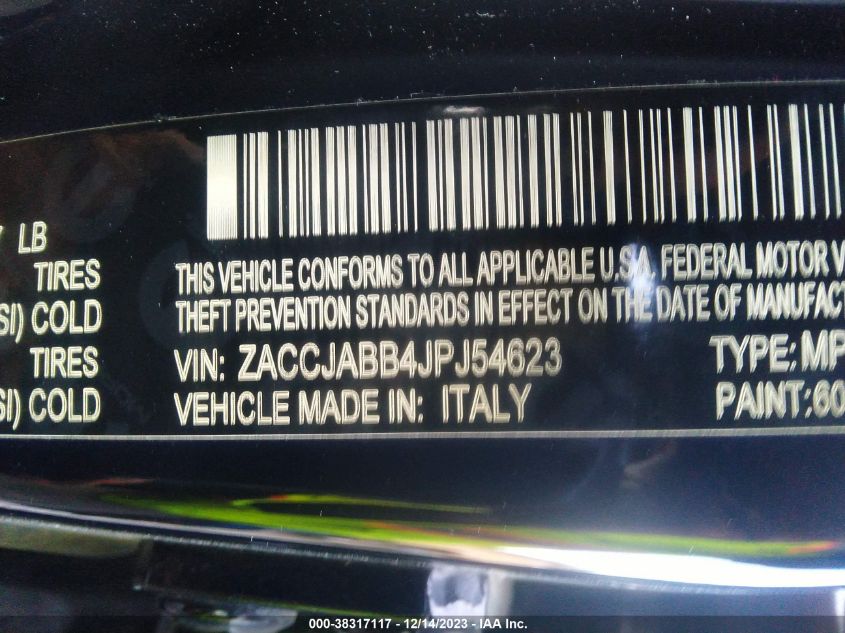 7 LB
TIRES
SI) COLD
TIRES
SI) COLD
THIS VEHICLE CONFORMS TO ALL APPLICABLE U.S.A. FEDERAL MOTOR V
THEFT PREVENTION STANDARDS IN EFFECT ON THE DATE OF MANUFACT
VIN: ZACCJABB4JPJ54623 TYPE: MP
VEHICLE MADE IN: ITALY PAINT: 60
000-38317117 - 12/14/2023 - IAA Inc.